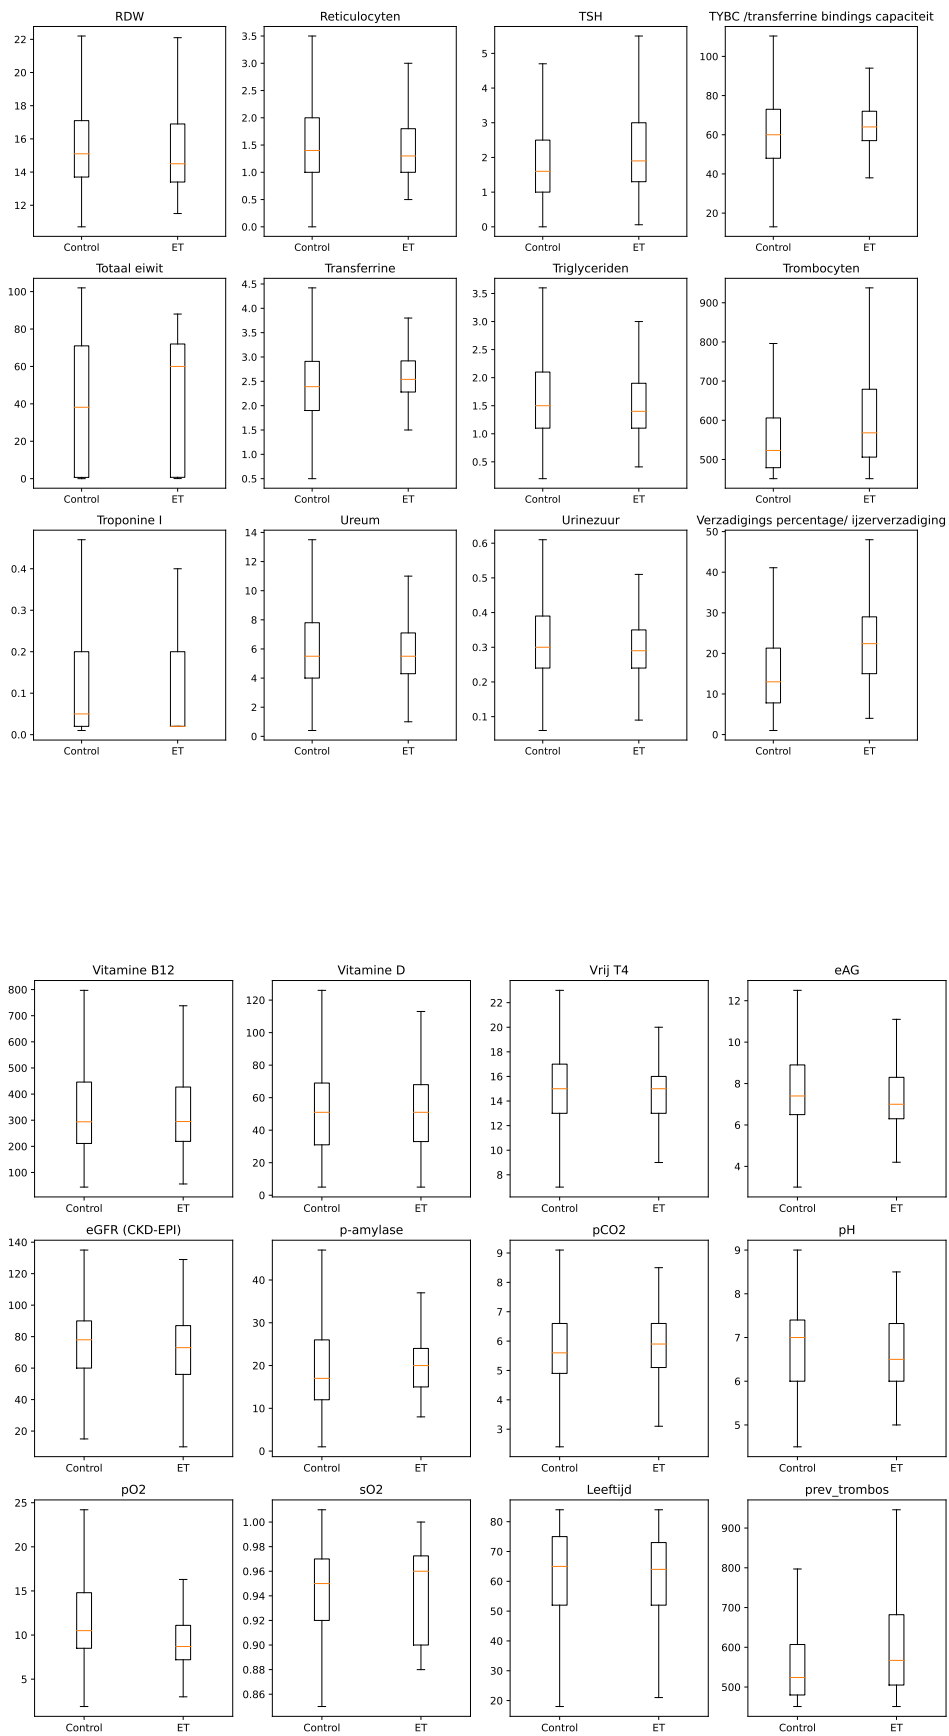 RDW Reticulocyten TSH TYBC /transferrine bindings capaciteit
22 3.5 5 100
20 3.0 4 80
18 2.5 3 60
16 2.0 2 40
14 1.5 1 20
12 1.0 0
0.5
0.0
Control ET Control ET Control ET Control ET
Totaal eiwit Transferrine Triglyceriden Trombocyten
100 4.5 3.5 900
80 4.0 3.0 800
60 3.5 2.5 700
40 3.0 2.0 600
20 2.5 1.5 500
0 2.0 1.0
1.5 0.5
1.0
0.5
Control ET Control ET Control ET Control ET
Troponine I Ureum Urinezuur Verzadigings percentage/ ijzerverzadiging
0.4 14 0.6 50
0.3 12 0.5 40
0.2 10 0.4 30
0.1 8 0.3 20
0.0 6 0.2 10
4 0.1 0
2
0
Control ET Control ET Control ET Control ET
Vitamine B12 Vitamine D Vrij T4 eAG
800 120 22 12
700 100 20 10
600 80 18 8
500 60 16 6
400 40 14 4
300 20 12
200 0 10
100 8
Control ET Control ET Control ET Control ET
eGFR (CKD-EPI) p-amylase pCO2 pH
140 40 9 9
120 30 8 8
100 20 7 7
80 10 6 6
60 0 5 5
40 4
20 3
Control ET Control ET Control ET Control ET
pO2 sO2 Leeftijd prev_trombos
25 1.00 80 900
20 0.98 70 800
15 0.96 60 700
10 0.94 50 600
5 0.92 40 500
0.90 30
0.88 20
0.86
Control ET Control ET Control ET Control ET